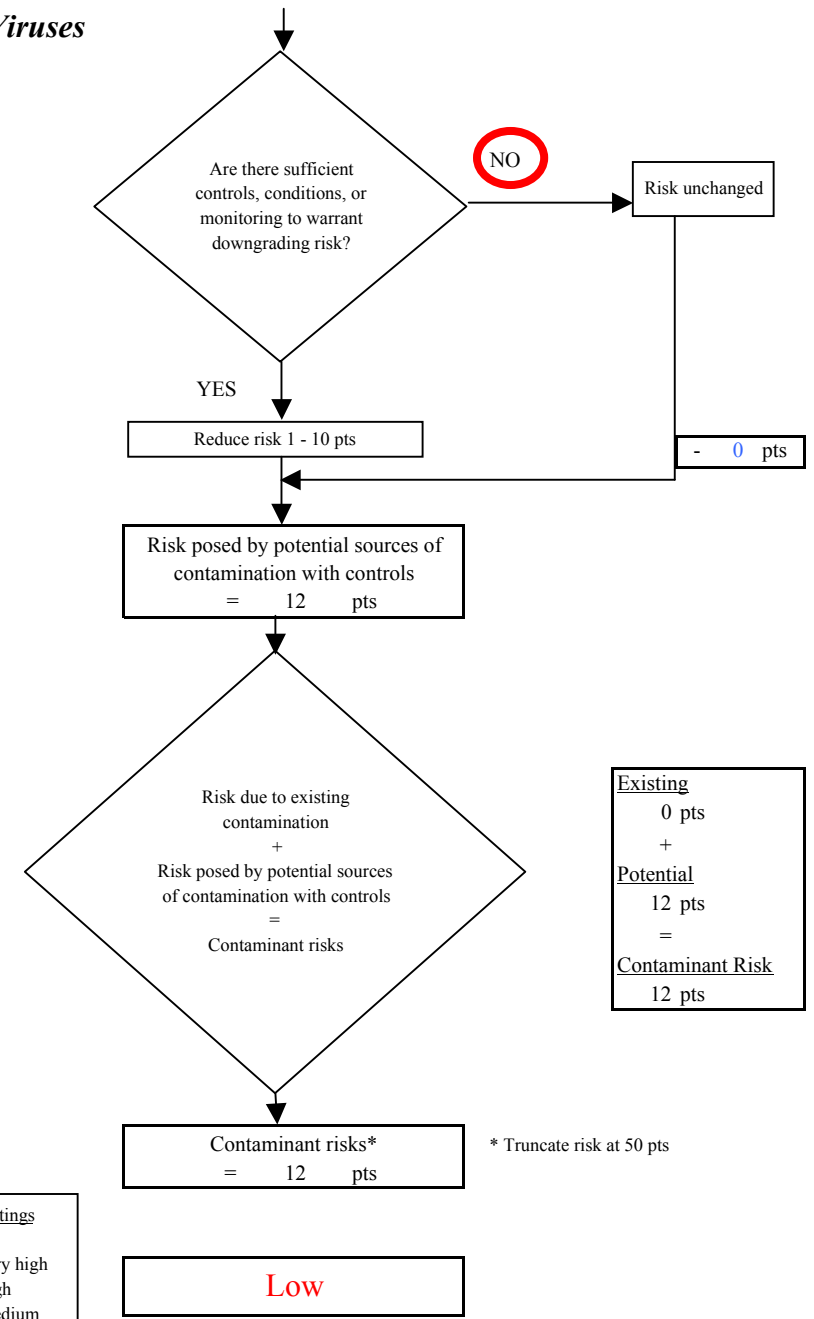 Viruses
Are there sufficient
controls, conditions, or
monitoring to warrant
downgrading risk?
NO
Risk unchanged
YES
Reduce risk 1 - 10 pts
- 0 pts
Risk posed by potential sources of
contamination with controls
= 12 pts
Risk due to existing
contamination
+
Risk posed by potential sources
of contamination with controls
=
Contaminant risks
Existing
0 pts
+
Potential
12 pts
=
Contaminant Risk
12 pts
Contaminant risks*
= 12 pts
* Truncate risk at 50 pts
high
Low